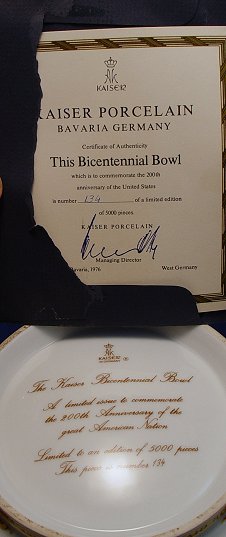 KAISER
KAISER PORCELAIN
BAVARIA GERMANY
Certificate of Authenticity
This Bicentennial Bowl
which is to commemorate the 200th
anniversary of the United States
is number 134 of a limited edition
of 5000 pieces
KAISER PORCELAIN
Managing Director
Bavaria, 1976 West Germany
KAISER ®
The Kaiser Bicentennial Bowl
A limited issue to commemorate
the 200th Anniversary of the
great American Nation
Limited to an edition of 5000 pieces
This piece is number 134